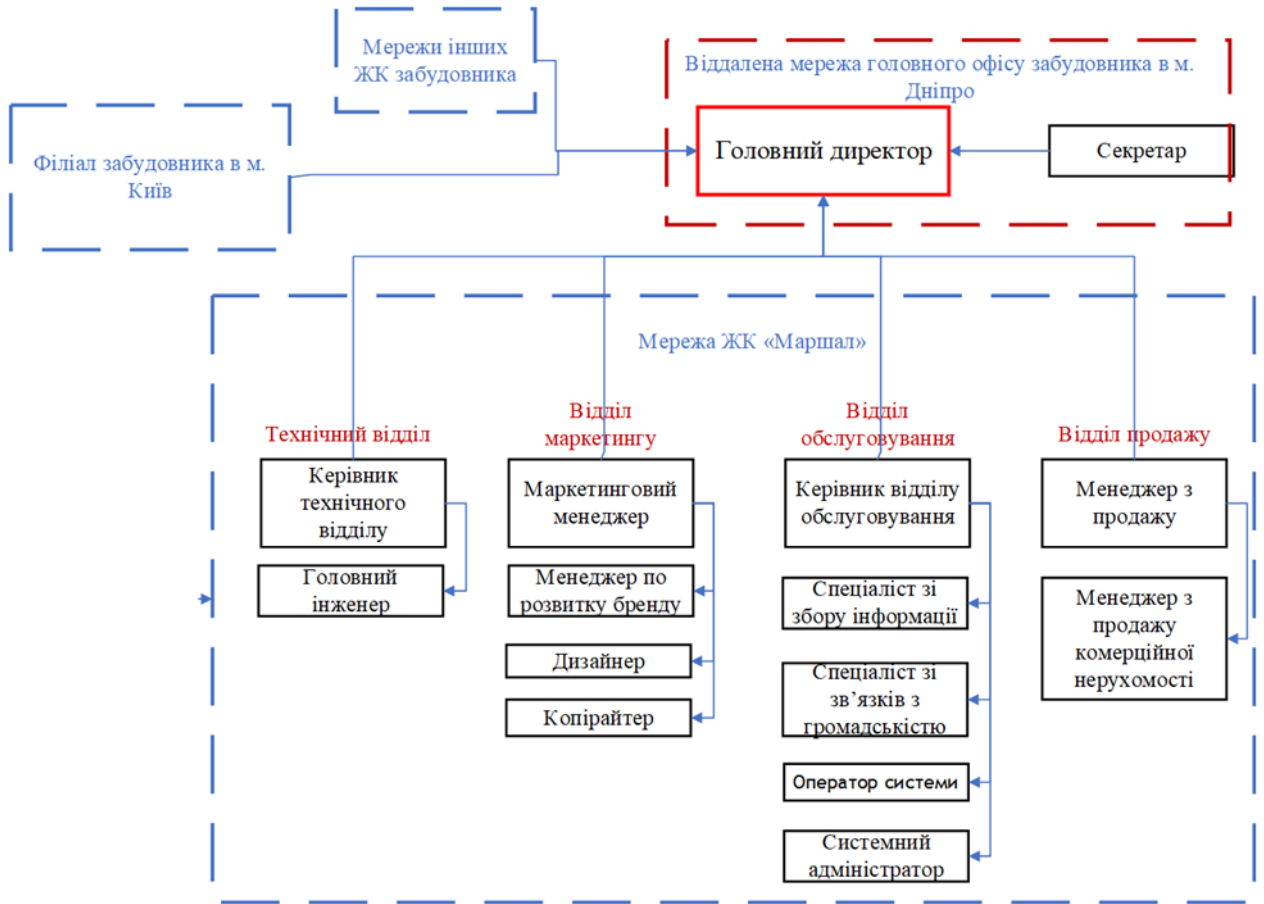 Мережи інших
ЖК забудовника
Віддалена мережа головного офісу забудовника в м.
Дніпро
Головний директор
Секретар
Філіал забудовника в м.
Київ
Мережа ЖК «Маршал»
Технічний відділ
Керівник
технічного
відділу
Головний
інженер
Відділ
маркетингу
Маркетинговий
менеджер
Менеджер по
розвитку бренду
Дизайнер
Копірайтер
Відділ
обслуговування
Керівник відділу
обслуговування
Спеціаліст зі
збору інформації
Спеціаліст зі
зв’язків з
громадськістю
Оператор системи
Системний
адміністратор
Відділ продажу
Менеджер з
продажу
Менеджер з
продажу
комерційної
нерухомості